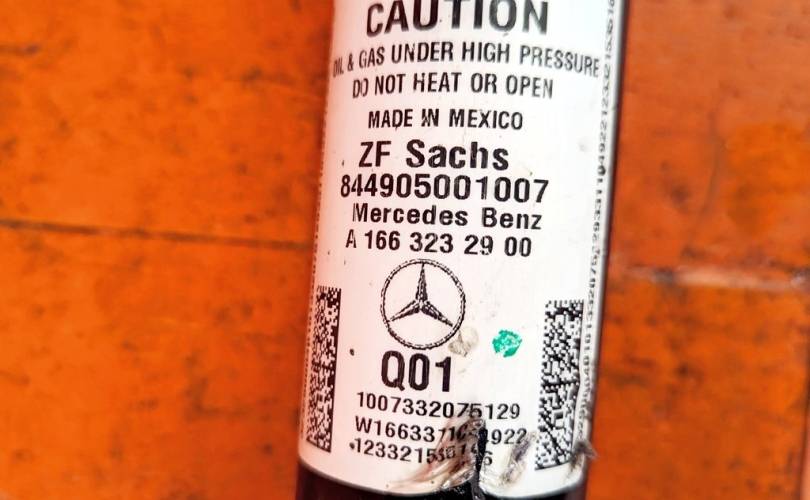 CAUTION
OIL & GAS UNDER HIGH PRESSURE
DO NOT HEAT OR OPEN
MADE IN MEXICO
ZF Sachs
844905001007
Mercedes Benz
A 166 323 29 00
Q01
1007332075129